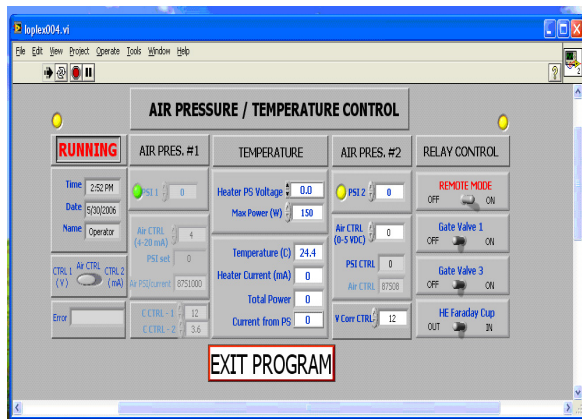 loplex004.vi
File Edit View Project Operate Tools Window Help
2
AIR PRESSURE / TEMPERATURE CONTROL
RUNNING
Time 2:52 PM
Date 5/30/2006
Name Operator
CTRL 1 (V) Air CTRL CTRL 2 (mA)
Error
AIR PRES. #1
PSI 1 0
Air CTRL (4-20 mA) 4
PSI set 0
Air PSI/current 8751000
C CTRL - 1 12
C CTRL - 2 3.6
TEMPERATURE
Heater PS Voltage 0.0
Max Power (W) 150
Temperature (C) 24.4
Heater Current (mA) 0
Total Power 0
Current from PS 0
AIR PRES. #2
PSI 2 0
Air CTRL (0-5 VDC) 0
PSI CTRL 0
Air CTRL 87508
V Corr CTRL 12
RELAY CONTROL
REMOTE MODE
OFF ON
Gate Valve 1
OFF ON
Gate Valve 3
OFF ON
HE Faraday Cup
OUT IN
EXIT PROGRAM